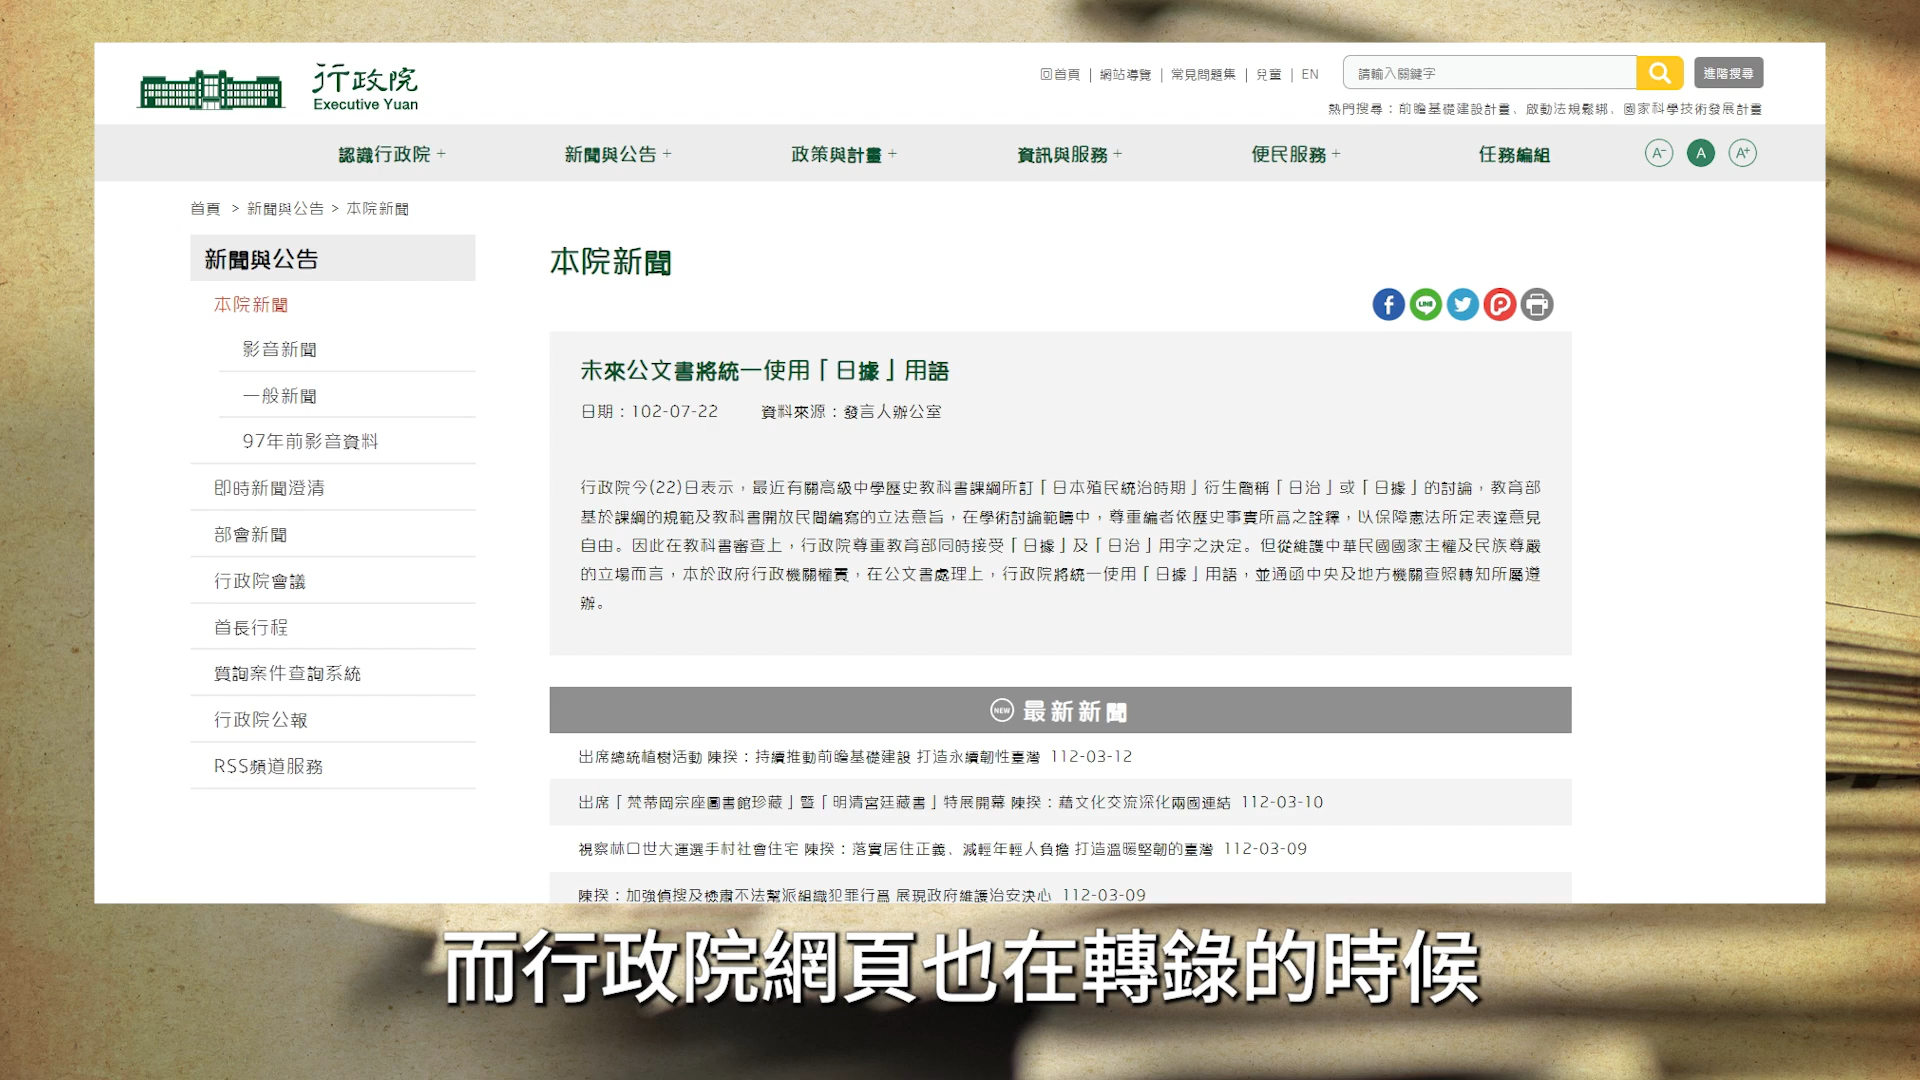 行政院
Executive Yuan
回首頁 | 網站導覽 | 常見問題集 | 兒童 | EN
請輸入關鍵字
進階搜尋
熱門搜尋：前瞻基礎建設計畫、啟動法規鬆綁、國家科學技術發展計畫
認識行政院 +
新聞與公告 +
政策與計畫 +
資訊與服務 +
便民服務 +
任務編組
A- A A+
首頁 > 新聞與公告 > 本院新聞
新聞與公告
本院新聞
影音新聞
一般新聞
97年前影音資料
即時新聞澄清
部會新聞
行政院會議
首長行程
質詢案件查詢系統
行政院公報
RSS頻道服務
本院新聞
LINE
未來公文書將統一使用「日據」用語
日期：102-07-22 資料來源：發言人辦公室
行政院今(22)日表示，最近有關高級中學歷史教科書課綱所訂「日本殖民統治時期」衍生簡稱「日治」或「日據」的討論，教育部
基於課綱的規範及教科書開放民間編寫的立法意旨，在學術討論範疇中，尊重編者依歷史事實所為之詮釋，以保障憲法所定表達意見
自由。因此在教科書審查上，行政院尊重教育部同時接受「日據」及「日治」用字之決定。但從維護中華民國國家主權及民族尊嚴
的立場而言，本於政府行政機關權責，在公文書處理上，行政院將統一使用「日據」用語，並通函中央及地方機關查照轉知所屬遵
辦。
NEW 最新新聞
出席總統植樹活動 陳揆：持續推動前瞻基礎建設 打造永續韌性臺灣 112-03-12
出席「梵蒂岡宗座圖書館珍藏」暨「明清宮廷藏書」特展開幕 陳揆：藉文化交流深化兩國連結 112-03-10
視察林口世大運選手村社會住宅 陳揆：落實居住正義、減輕年輕人負擔 打造溫暖堅韌的臺灣 112-03-09
陳揆：加強偵搜及檢肅不法幫派組織犯罪行為 展現政府維護治安決心 112-03-09
而行政院網頁也在轉錄的時候